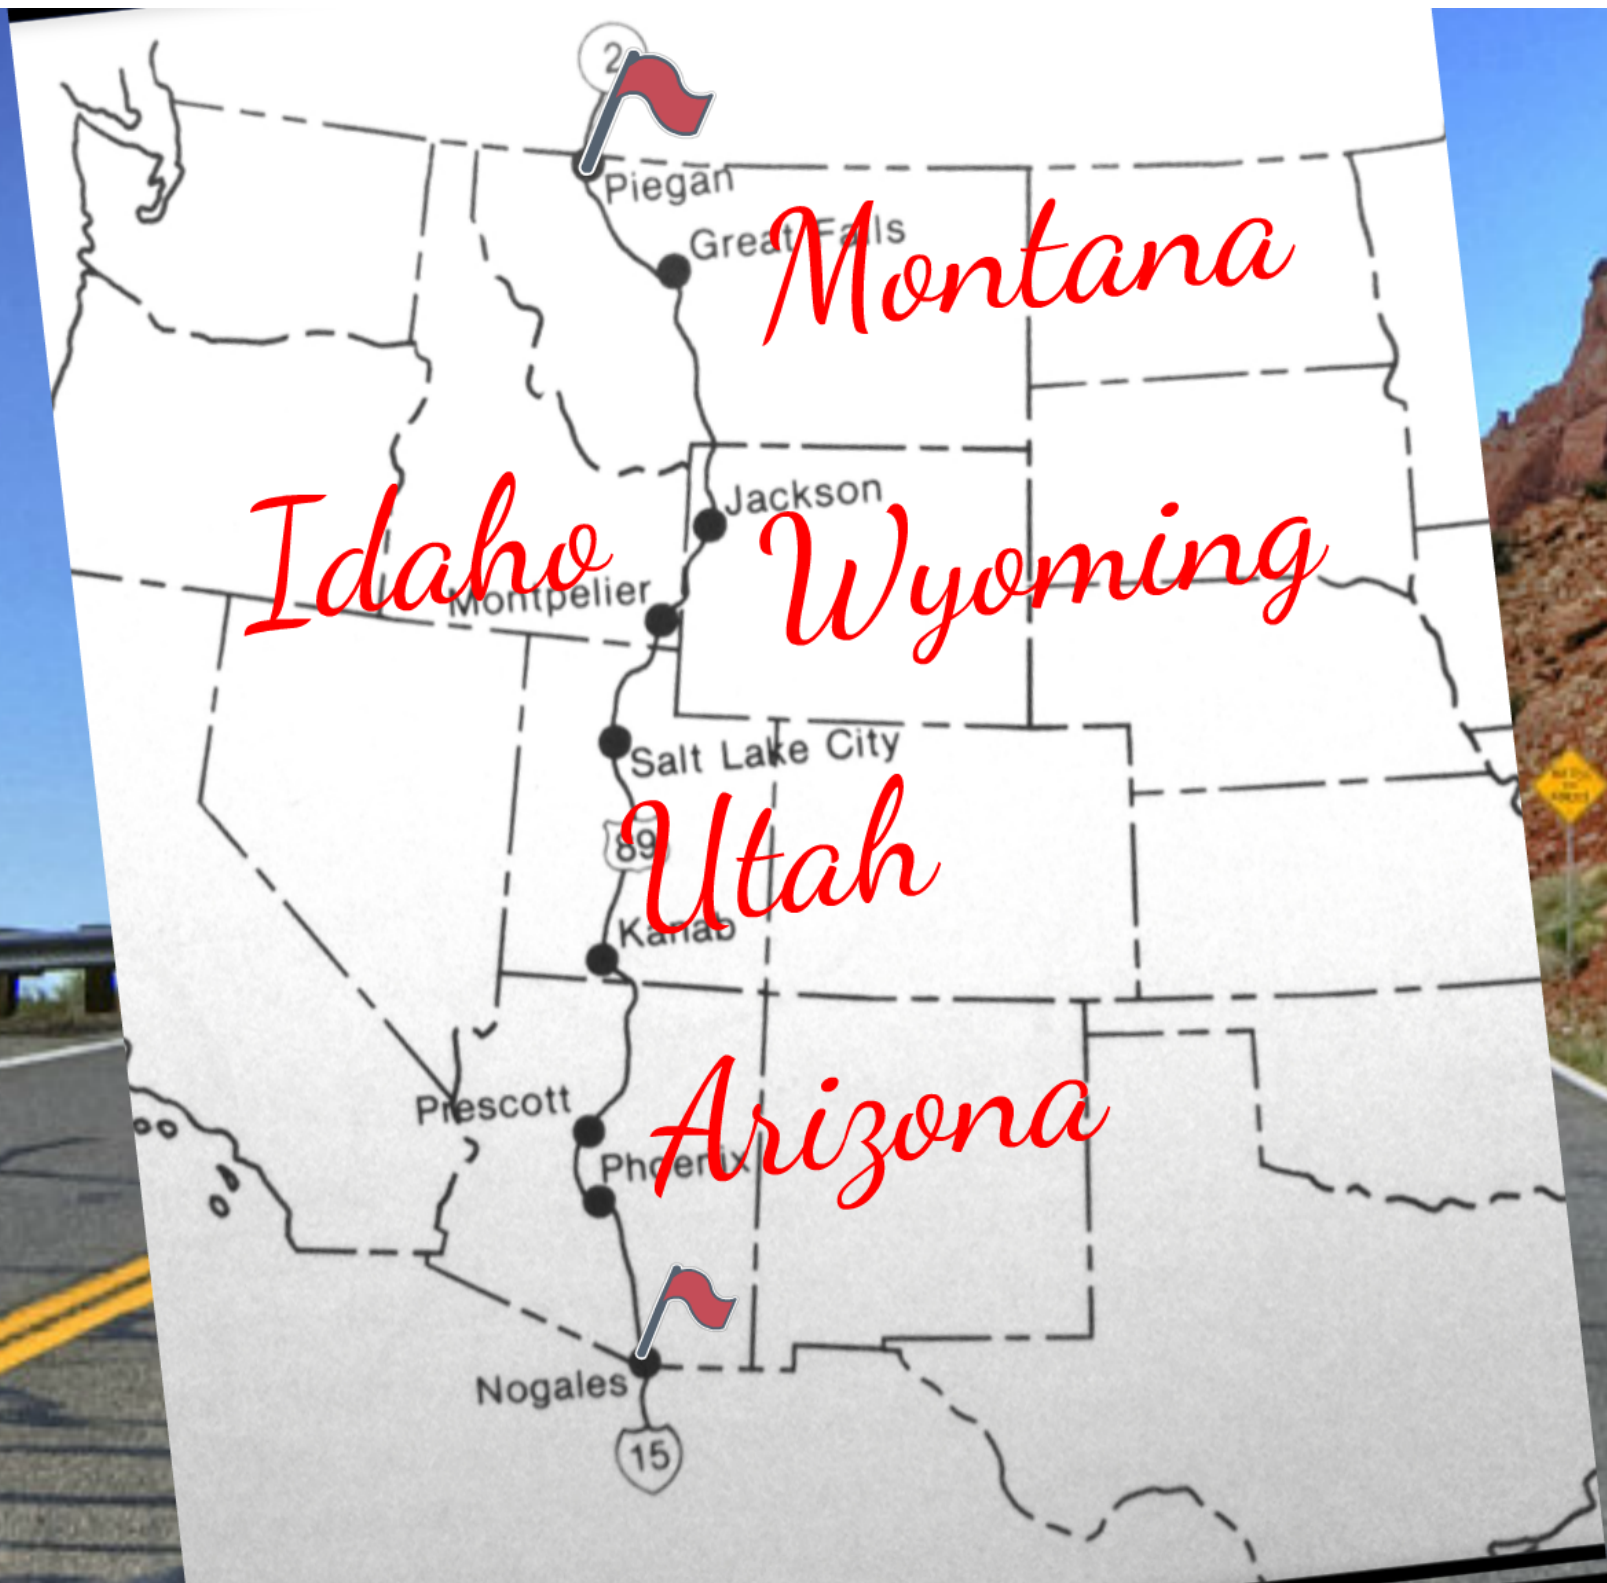 2
Piegan
Great Falls
Montana
Jackson
Idaho
Wyoming
Montpelier
Salt Lake City
Utah
89
Kanab
Arizona
Prescott
Phoenix
Nogales
15